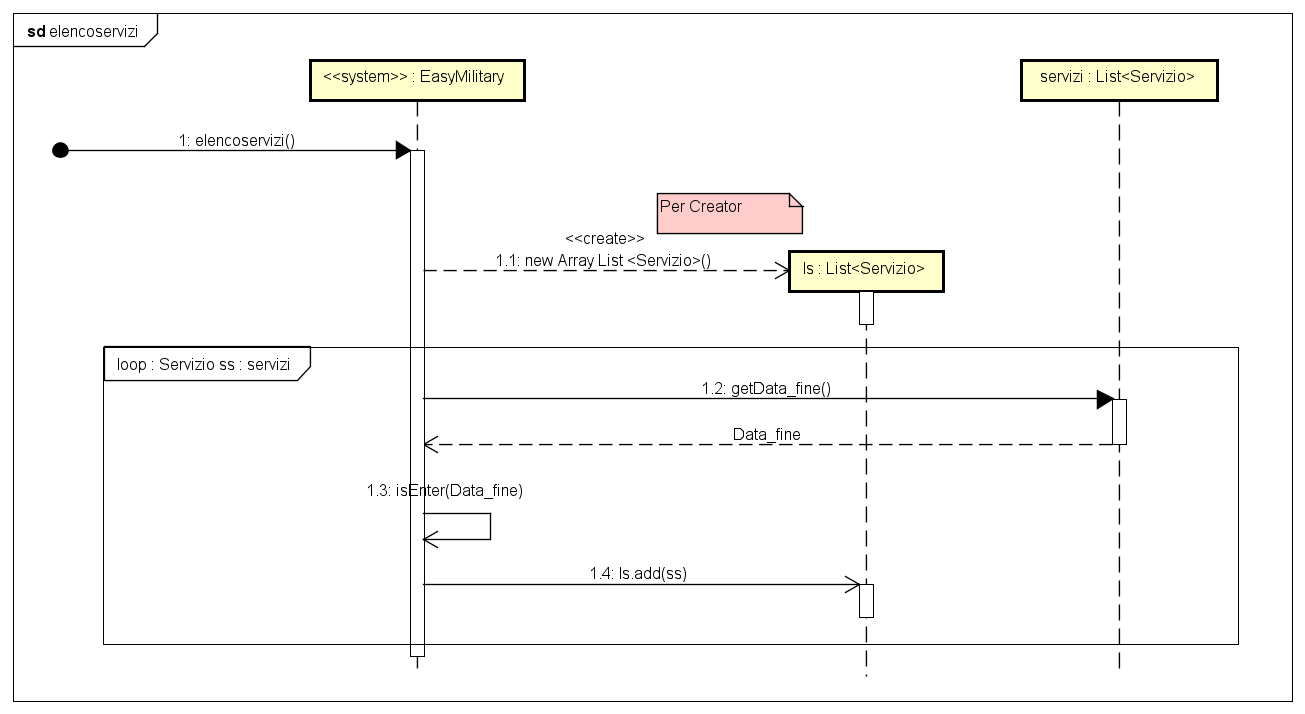 sd elencoservizi
<<system>> : EasyMilitary
servizi : List<Servizio>
1: elencoservizi()
Per Creator
<<create>>
1.1: new Array List <Servizio>()
ls : List<Servizio>
loop : Servizio ss : servizi
1.2: getData_fine()
Data_fine
1.3: isEnter(Data_fine)
1.4: ls.add(ss)